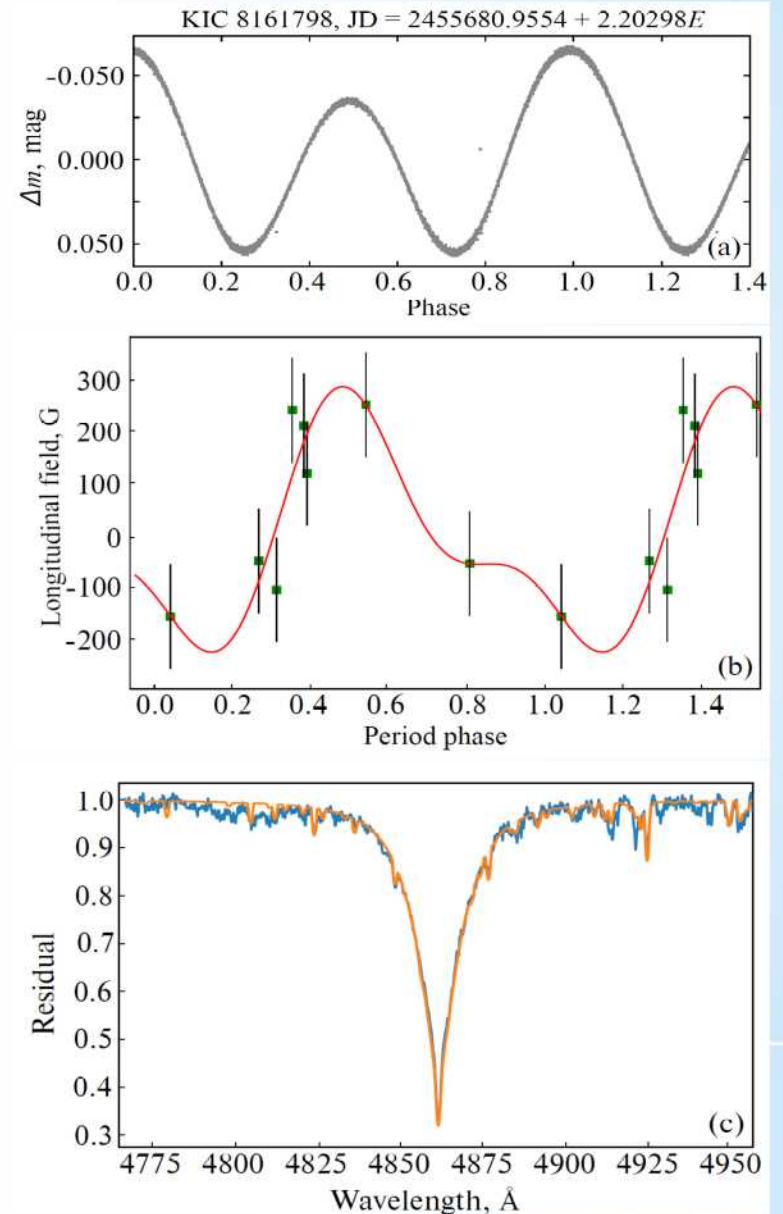 KIC 8161798, JD = 2455680.9554 + 2.20298E
Δm, mag
-0.050
0.000
0.050
(a)
0.0 0.2 0.4 0.6 0.8 1.0 1.2 1.4
Phase
Longitudinal field, G
300
200
100
0
-100
-200
(b)
0.0 0.2 0.4 0.6 0.8 1.0 1.2 1.4
Period phase
Residual
1.0
0.9
0.8
0.7
0.6
0.5
0.4
0.3
(c)
4775 4800 4825 4850 4875 4900 4925 4950
Wavelength, Å